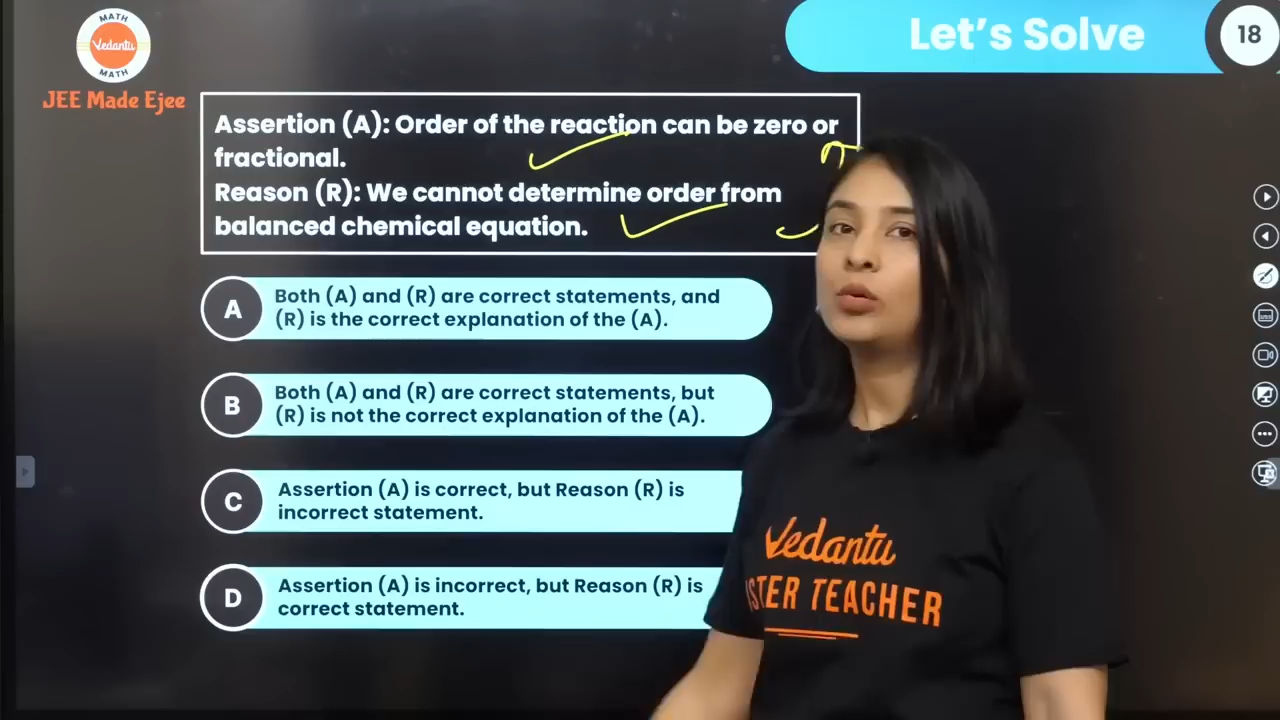 MATH
Vedantu
MATH
JEE Made Ejee
Let's Solve
18
Assertion (A): Order of the reaction can be zero or
fractional.
Reason (R): We cannot determine order from
balanced chemical equation.
A
Both (A) and (R) are correct statements, and
(R) is the correct explanation of the (A).
B
Both (A) and (R) are correct statements, but
(R) is not the correct explanation of the (A).
C
Assertion (A) is correct, but Reason (R) is
incorrect statement.
D
Assertion (A) is incorrect, but Reason (R) is
correct statement.
Vedantu
STER TEACHER